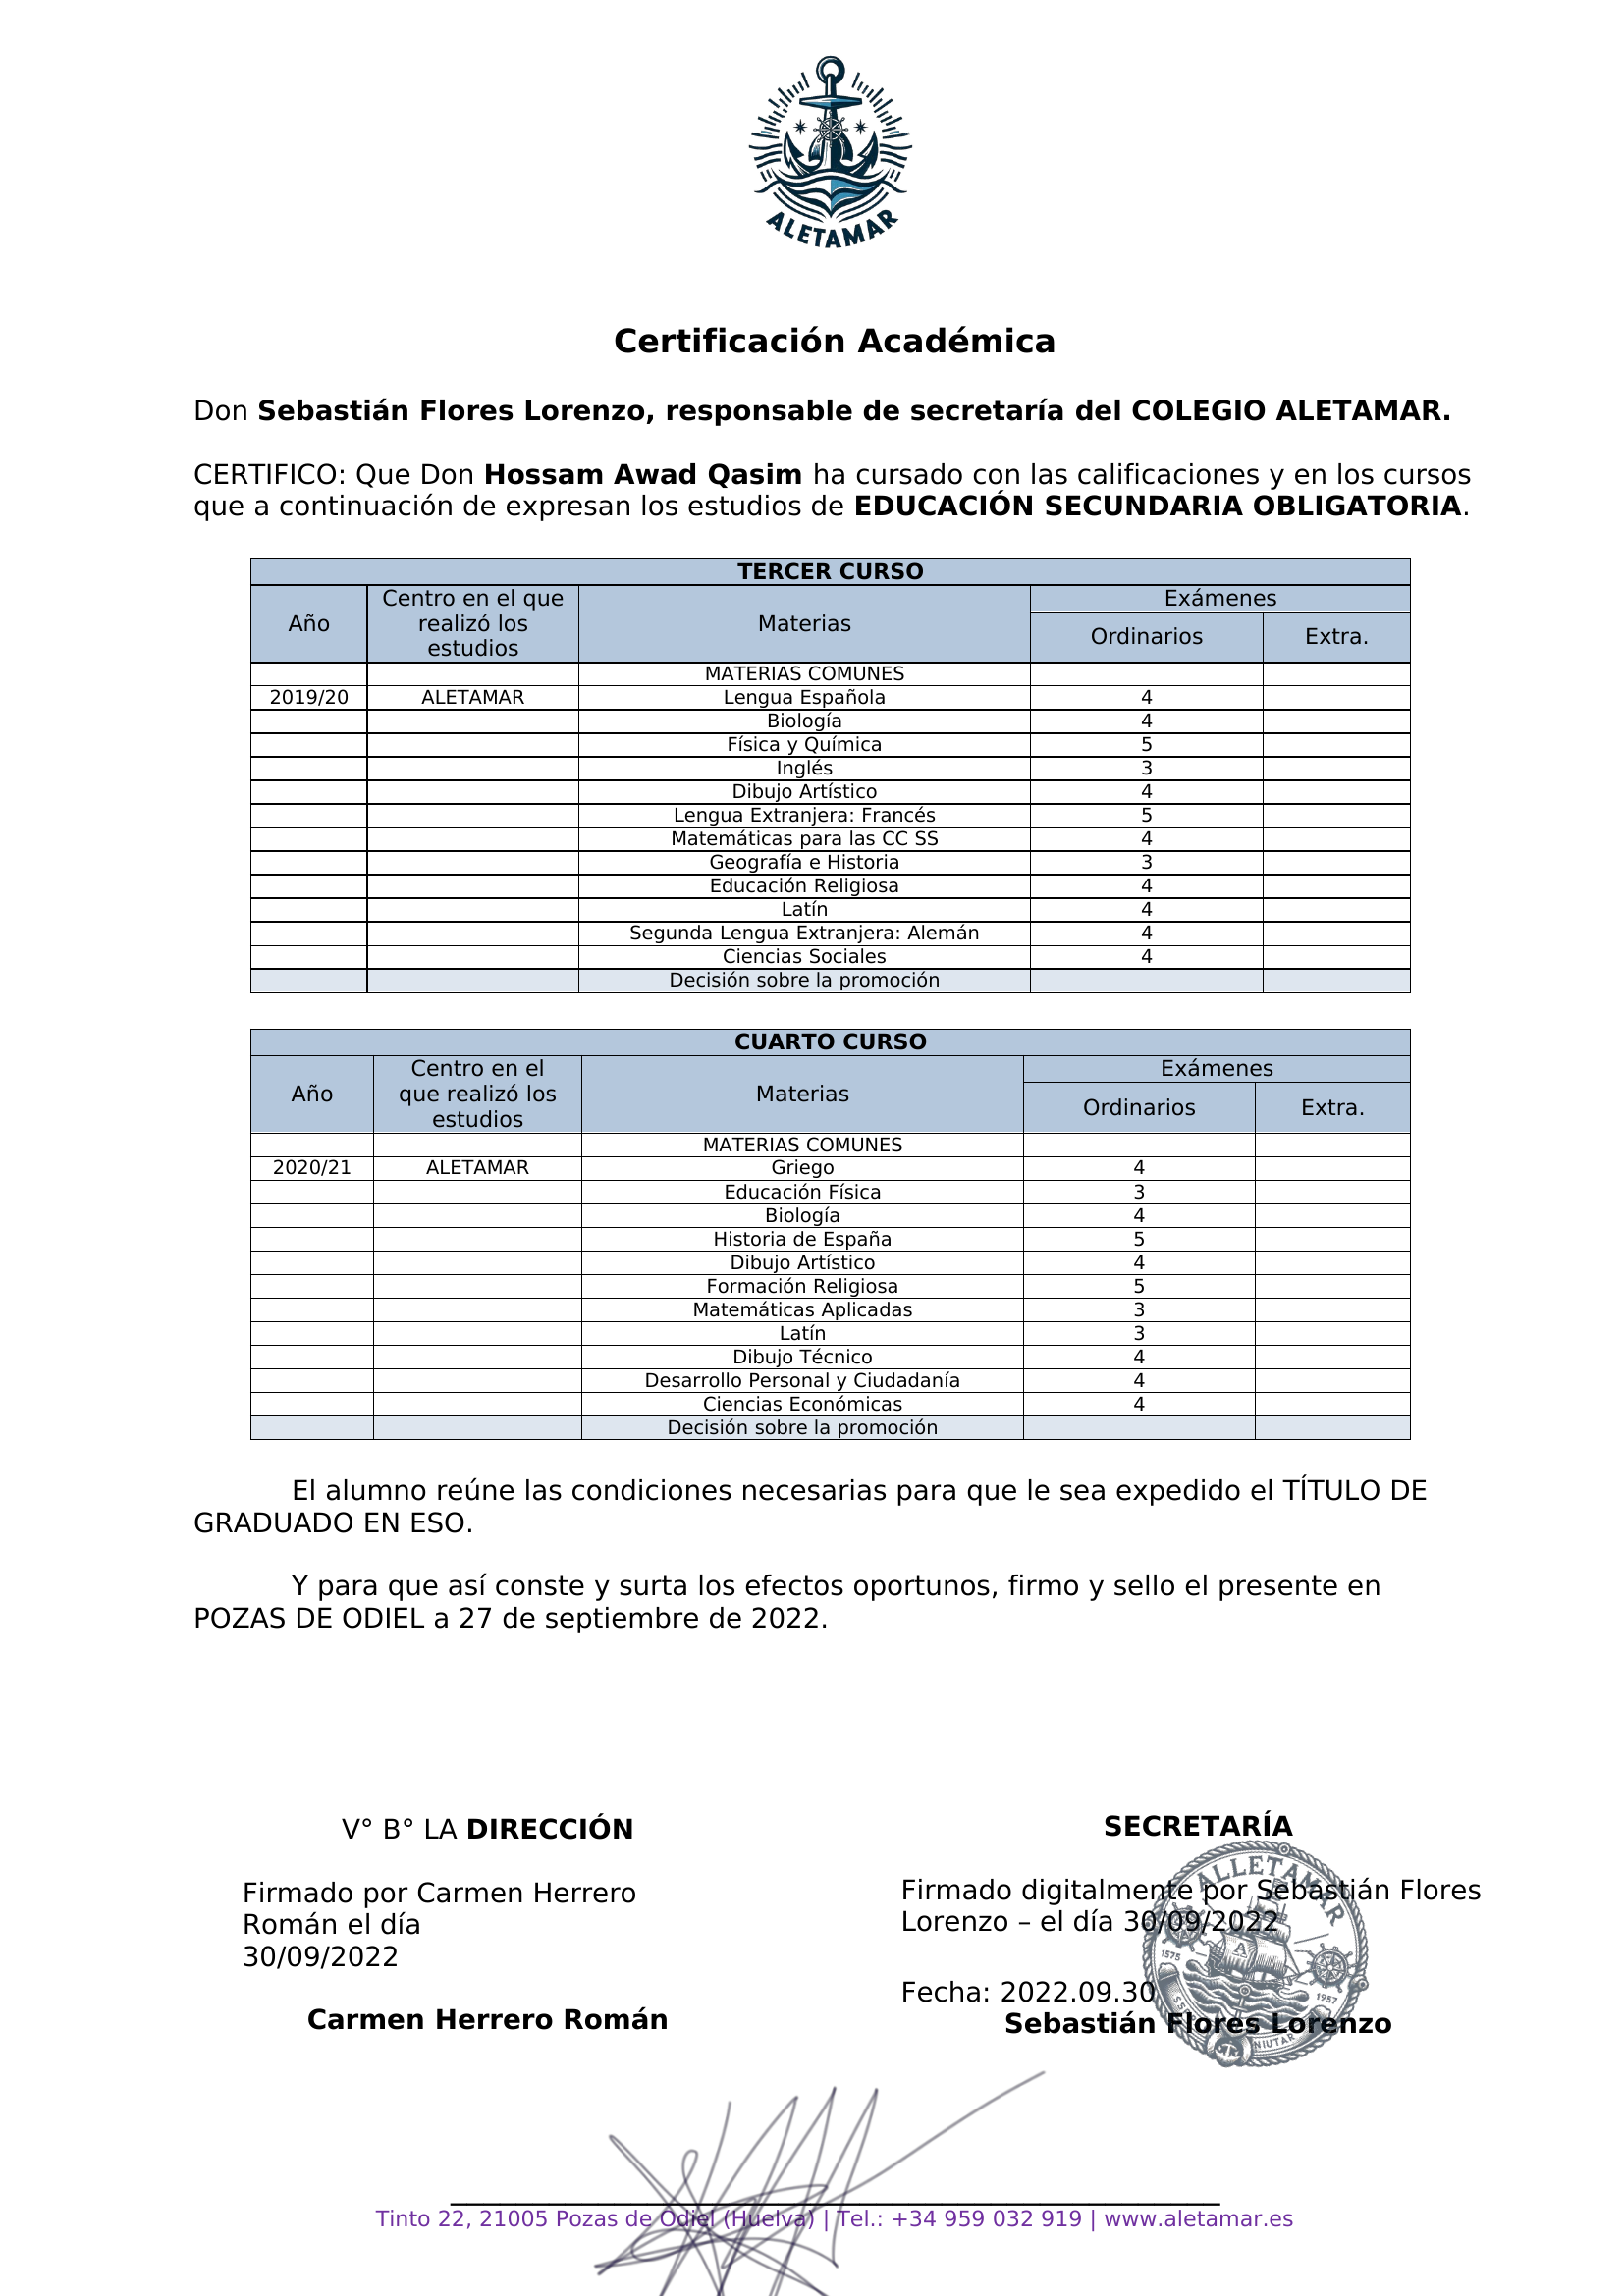 ALETAMAR
Certificación Académica
Don Sebastián Flores Lorenzo, responsable de secretaría del COLEGIO ALETAMAR.
CERTIFICO: Que Don Hossam Awad Qasim ha cursado con las calificaciones y en los cursos
que a continuación de expresan los estudios de EDUCACIÓN SECUNDARIA OBLIGATORIA.
TERCER CURSO
Año Centro en el que realizó los estudios Materias Exámenes
Ordinarios Extra.
MATERIAS COMUNES
2019/20 ALETAMAR Lengua Española 4
Biología 4
Física y Química 5
Inglés 3
Dibujo Artístico 4
Lengua Extranjera: Francés 5
Matemáticas para las CC SS 4
Geografía e Historia 3
Educación Religiosa 4
Latín 4
Segunda Lengua Extranjera: Alemán 4
Ciencias Sociales 4
Decisión sobre la promoción
CUARTO CURSO
Año Centro en el que realizó los estudios Materias Exámenes
Ordinarios Extra.
MATERIAS COMUNES
2020/21 ALETAMAR Griego 4
Educación Física 3
Biología 4
Historia de España 5
Dibujo Artístico 4
Formación Religiosa 5
Matemáticas Aplicadas 3
Latín 3
Dibujo Técnico 4
Desarrollo Personal y Ciudadanía 4
Ciencias Económicas 4
Decisión sobre la promoción
El alumno reúne las condiciones necesarias para que le sea expedido el TÍTULO DE
GRADUADO EN ESO.
Y para que así conste y surta los efectos oportunos, firmo y sello el presente en
POZAS DE ODIEL a 27 de septiembre de 2022.
V° B° LA DIRECCIÓN
Firmado por Carmen Herrero
Román el día
30/09/2022
Carmen Herrero Román
SECRETARÍA
Firmado digitalmente por Sebastián Flores
Lorenzo – el día 30/09/2022
Fecha: 2022.09.30
Sebastián Flores Lorenzo
ALLETAMAR
A
1575
1957
NIUTAR
Tinto 22, 21005 Pozas de Odiel (Huelva) | Tel.: +34 959 032 919 | www.aletamar.es